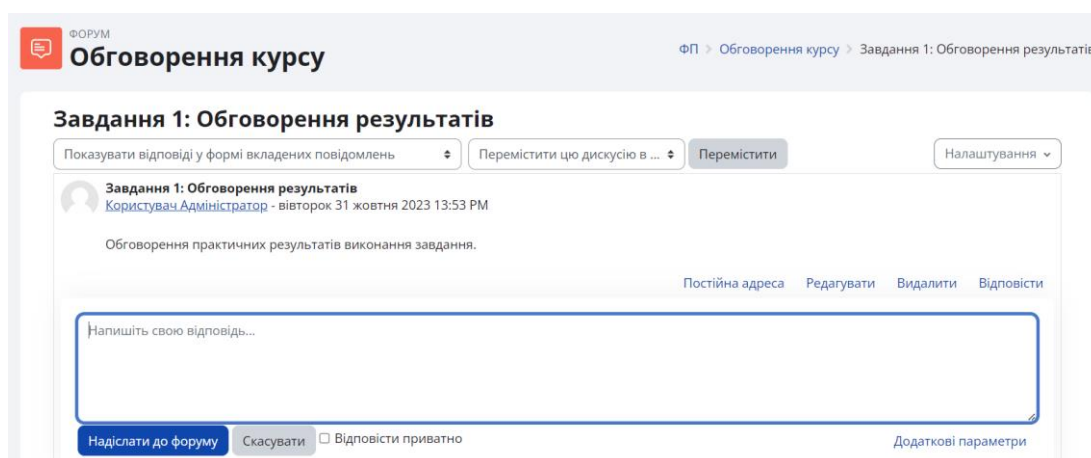 ФОРУМ
Обговорення курсу
ФП > Обговорення курсу > Завдання 1: Обговорення результатів
Завдання 1: Обговорення результатів
Показувати відповіді у формі вкладених повідомлень
Перемістити цю дискусію в ...
Перемістити
Налаштування
Завдання 1: Обговорення результатів
Користувач Адміністратор - вівторок 31 жовтня 2023 13:53 PM
Обговорення практичних результатів виконання завдання.
Постійна адреса Редагувати Видалити Відповісти
Напишіть свою відповідь...
Надіслати до форуму Скасувати Відповісти приватно
Додаткові параметри